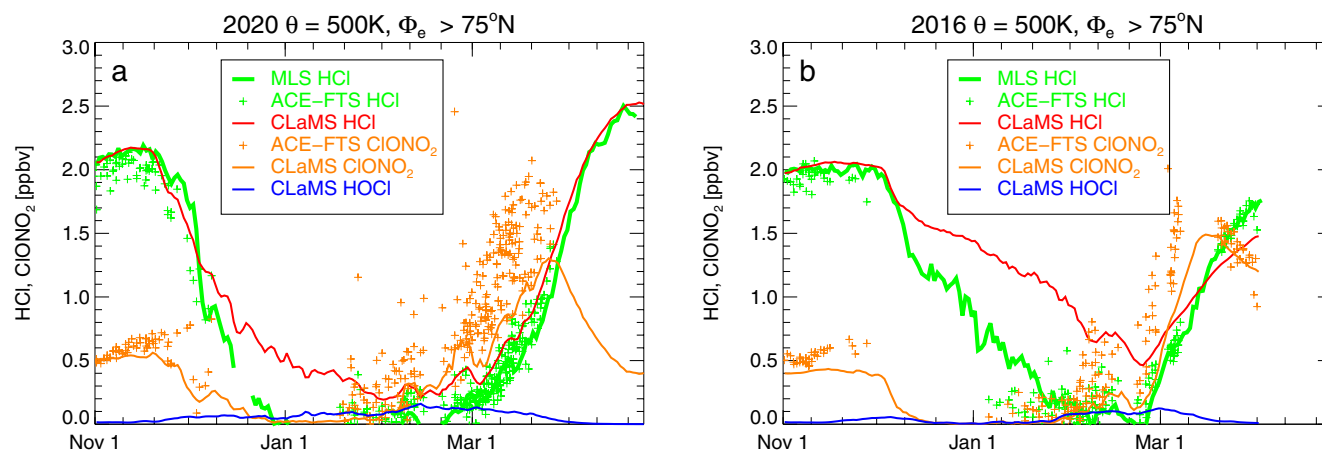 2020 θ = 500K, Φe > 75°N
a
HCl, ClONO2 [ppbv]
3.0
2.5
2.0
1.5
1.0
0.5
0.0
MLS HCl
ACE−FTS HCl
CLaMS HCl
ACE−FTS ClONO2
CLaMS ClONO2
CLaMS HOCl
Nov 1 Jan 1 Mar 1
2016 θ = 500K, Φe > 75°N
b
HCl, ClONO2 [ppbv]
3.0
2.5
2.0
1.5
1.0
0.5
0.0
MLS HCl
ACE−FTS HCl
CLaMS HCl
ACE−FTS ClONO2
CLaMS ClONO2
CLaMS HOCl
Nov 1 Jan 1 Mar 1